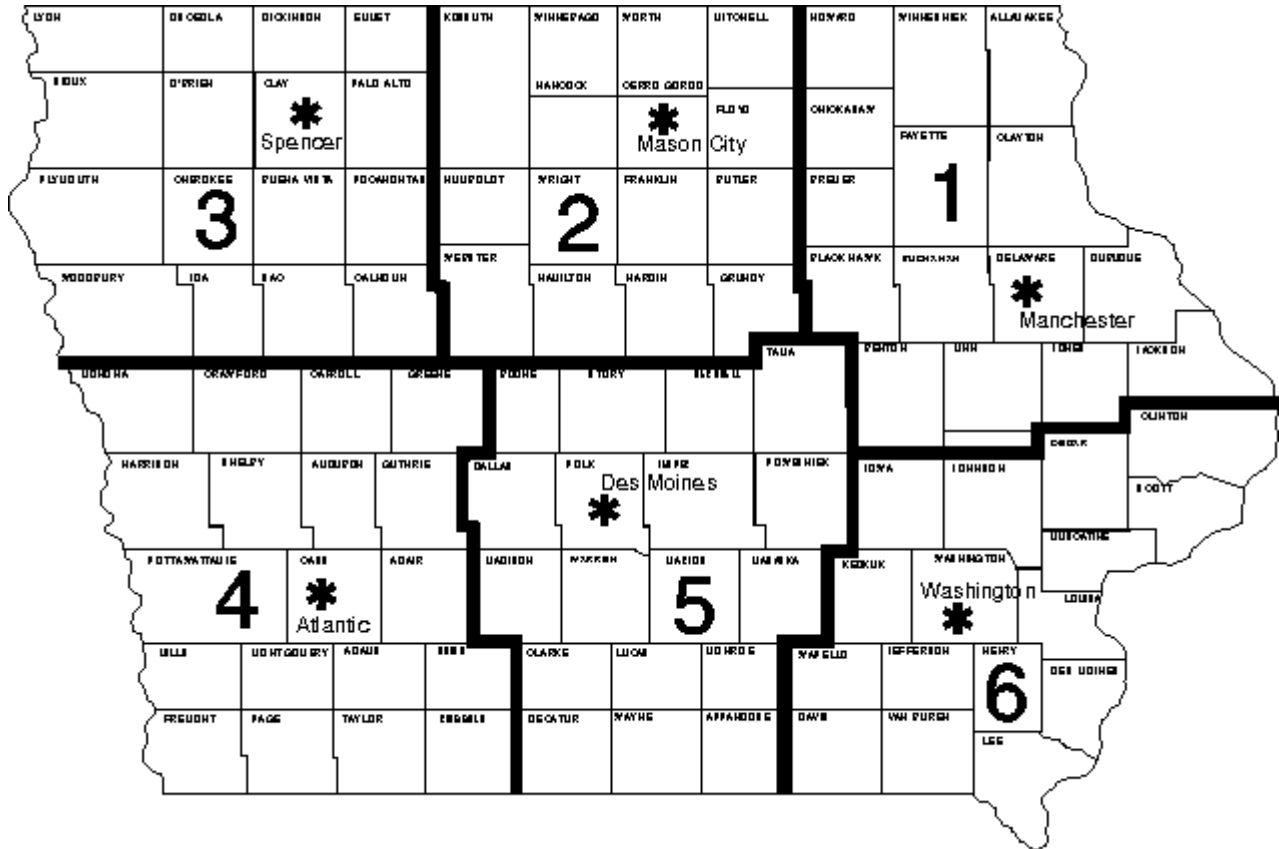 LYON OSCEOLA DICKINSON EMMET KOSSUTH WINNEBAGO WORTH MITCHELL HOWARD WINNESHIEK ALLAMAKEE
SIOUX O'BRIEN CLAY PALO ALTO HANCOCK CERRO GORDO FLOYD CHICKASAW
Spencer Mason City
FAYETTE CLAYTON
PLYMOUTH CHEROKEE BUENA VISTA POCAHONTAS HUMBOLDT WRIGHT FRANKLIN BUTLER BREMER
3 2 1
WEBSTER BLACK HAWK BUCHANAN DELAWARE DUBUQUE
WOODBURY IDA SAC CALHOUN HAMILTON HARDIN GRUNDY
Manchester
TAMA BENTON LINN JONES JACKSON
MONONA CRAWFORD CARROLL GREENE BOONE STORY MARSHALL
CLINTON
CEDAR
HARRISON SHELBY AUDUBON GUTHRIE DALLAS POLK JASPER POWESHIEK IOWA JOHNSON
Des Moines
SCOTT
MUSCATINE
POTTAWATTAMIE CASS ADAIR MADISON WARREN MARION MAHASKA KEOKUK WASHINGTON
Washington
LOUISA
4 5
Atlantic
MILLS MONTGOMERY ADAMS UNION CLARKE LUCAS MONROE WAPELLO JEFFERSON HENRY
DES MOINES
6
FREMONT PAGE TAYLOR RINGGOLD DECATUR WAYNE APPANOOSE DAVIS VAN BUREN
LEE